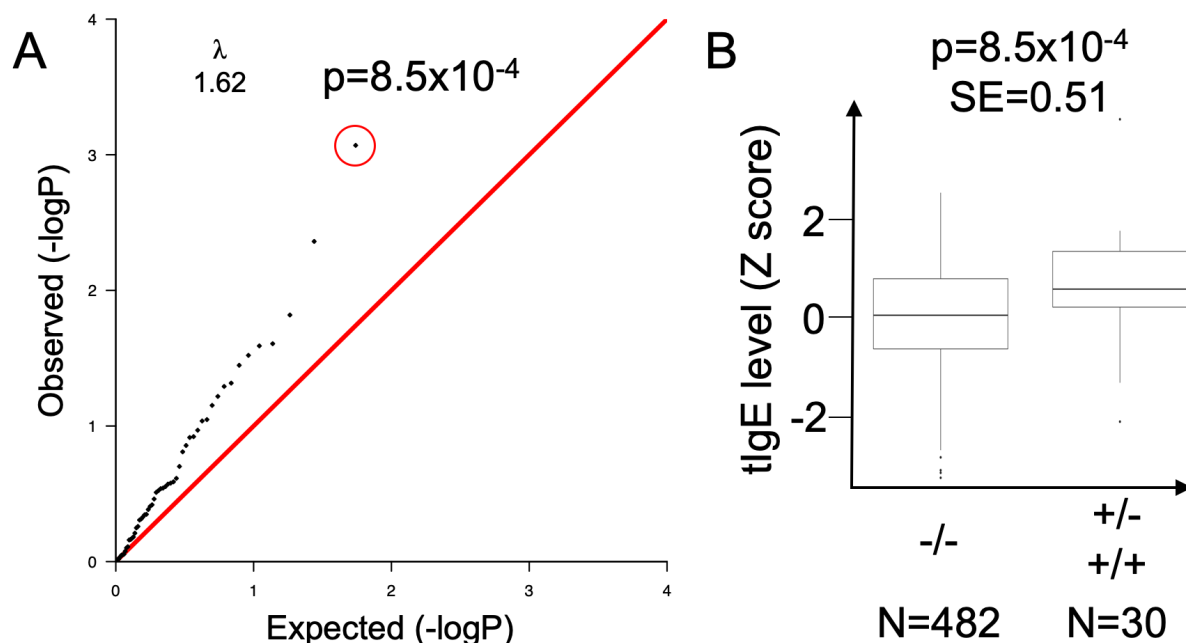 A
λ
1.62
p=8.5x10⁻⁴
Observed (-logP)
4
3
2
1
0
0 1 2 3 4
Expected (-logP)
B
p=8.5x10⁻⁴
SE=0.51
tIgE level (Z score)
2
0
-2
-/-
+/-
+/+
N=482 N=30